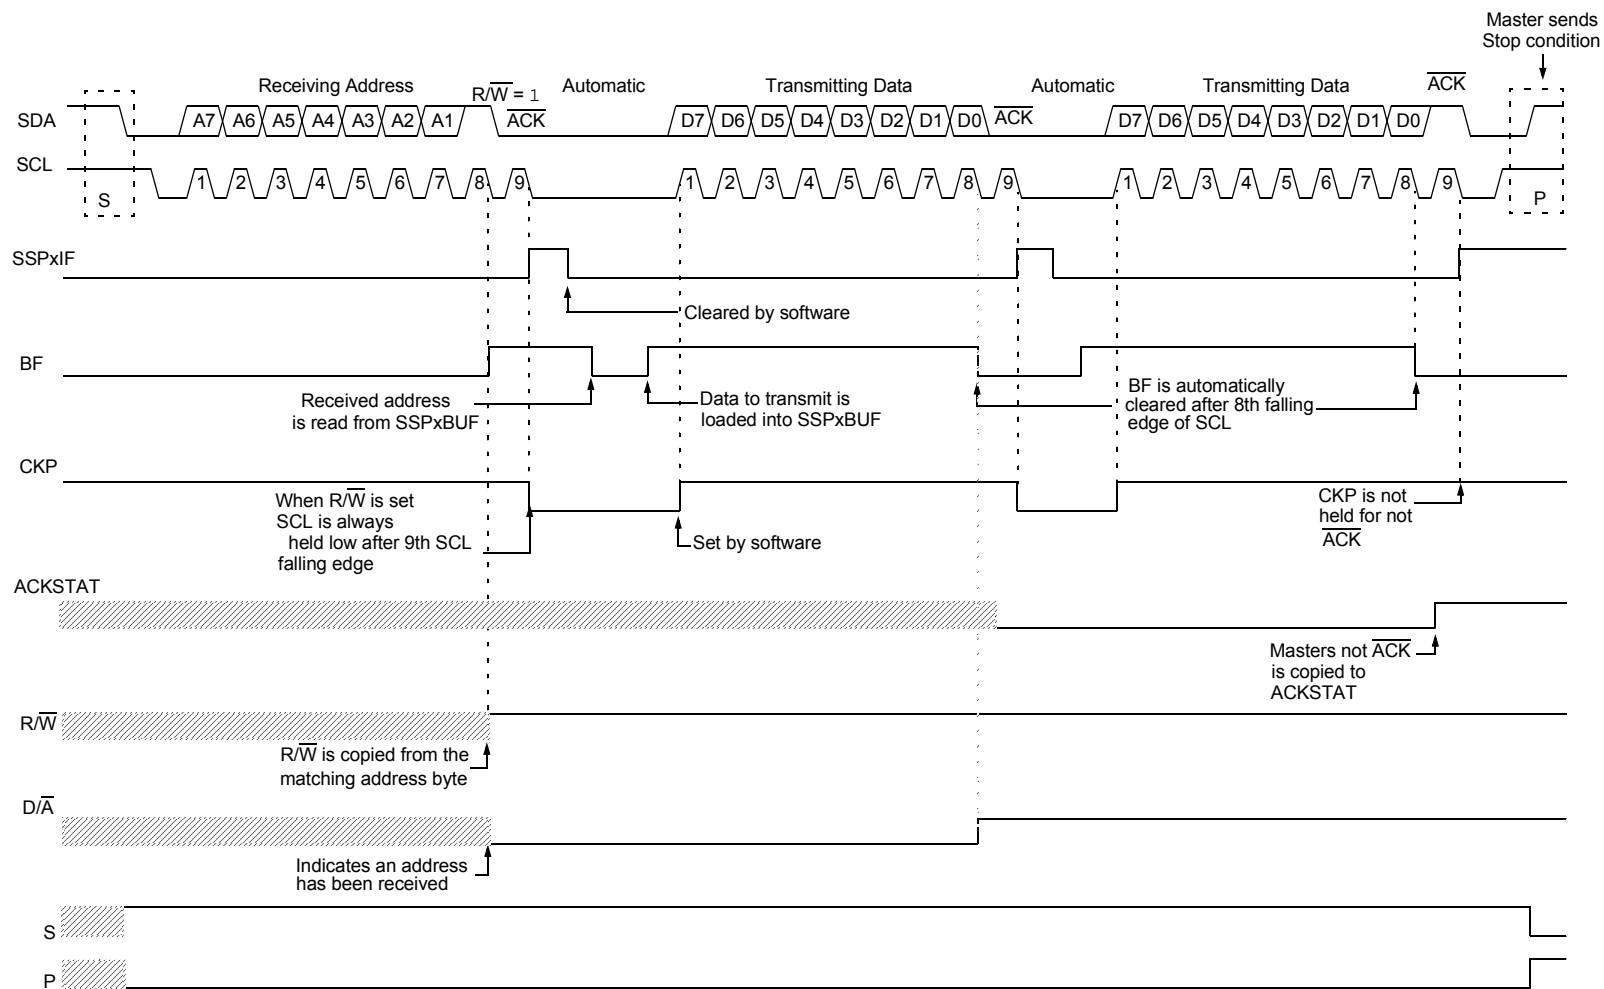 Master sends
Stop condition
Receiving Address
R/W̅ = 1
Automatic
Transmitting Data
Automatic
Transmitting Data
A̅C̅K̅
SDA
A7 A6 A5 A4 A3 A2 A1
A̅C̅K̅
D7 D6 D5 D4 D3 D2 D1 D0
A̅C̅K̅
D7 D6 D5 D4 D3 D2 D1 D0
SCL
S
1 2 3 4 5 6 7 8 9
1 2 3 4 5 6 7 8 9
1 2 3 4 5 6 7 8 9
P
SSPxIF
Cleared by software
BF
Received address
is read from SSPxBUF
Data to transmit is
loaded into SSPxBUF
BF is automatically
cleared after 8th falling
edge of SCL
CKP
When R/W̅ is set
SCL is always
held low after 9th SCL
falling edge
Set by software
CKP is not
held for not
A̅C̅K̅
ACKSTAT
Masters not A̅C̅K̅
is copied to
ACKSTAT
R/W̅
R/W̅ is copied from the
matching address byte
D/A̅
Indicates an address
has been received
S
P